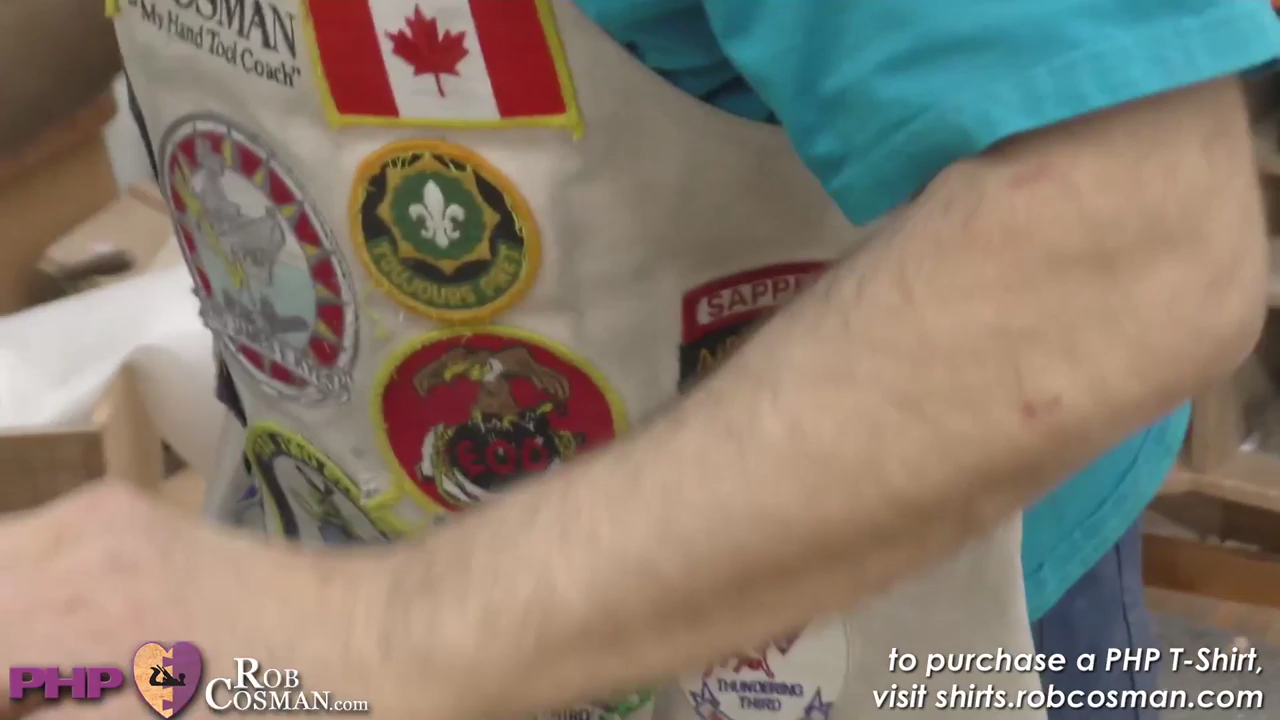 COSMAN
"My Hand Tool Coach"
TOUJOURS PRÊT
SAPPE
EOD
THUNDERING
THIRD
PHP
ROB
COSMAN.com
to purchase a PHP T-Shirt,
visit shirts.robcosman.com